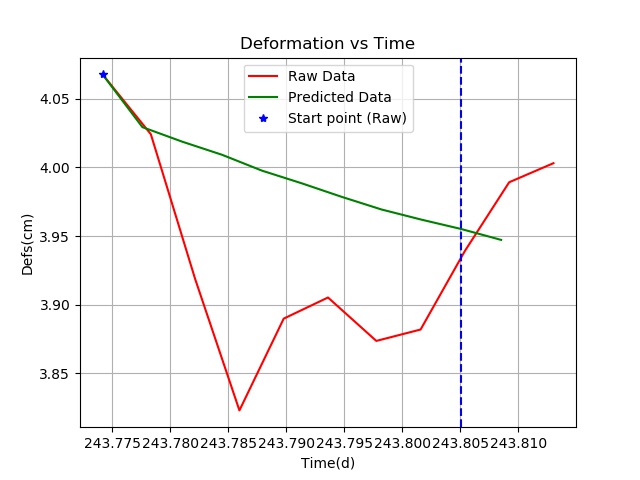 Deformation vs Time
Raw Data
Predicted Data
Start point (Raw)
4.05
4.00
3.95
3.90
3.85
Defs(cm)
243.775 243.780 243.785 243.790 243.795 243.800 243.805 243.810
Time(d)